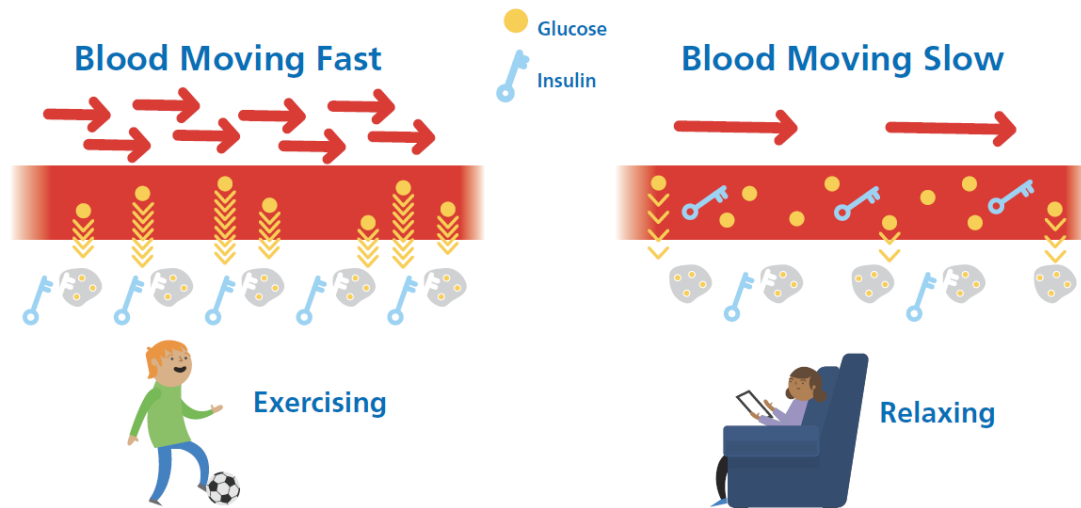 Blood Moving Fast
Glucose
Insulin
Blood Moving Slow
Exercising
Relaxing